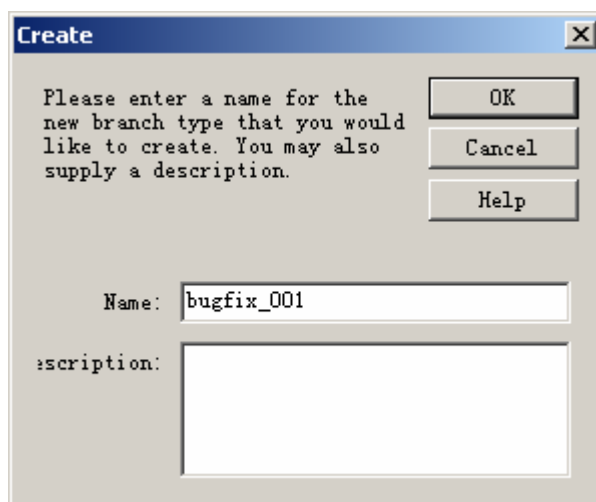 Create
Please enter a name for the
new branch type that you would
like to create. You may also
supply a description.
OK
Cancel
Help
Name:
bugfix_001
escription: